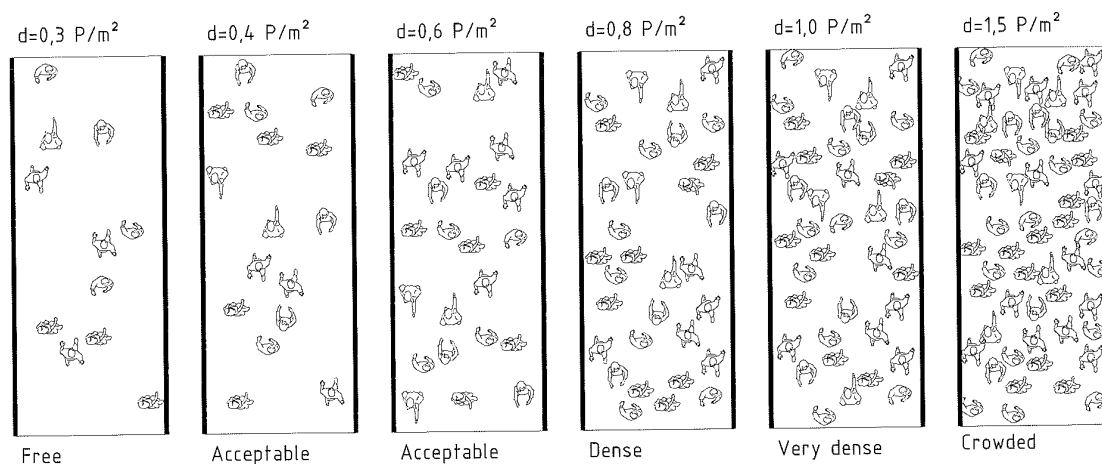 d=0,3 P/m²
d=0,4 P/m²
d=0,6 P/m²
d=0,8 P/m²
d=1,0 P/m²
d=1,5 P/m²
Free
Acceptable
Acceptable
Dense
Very dense
Crowded